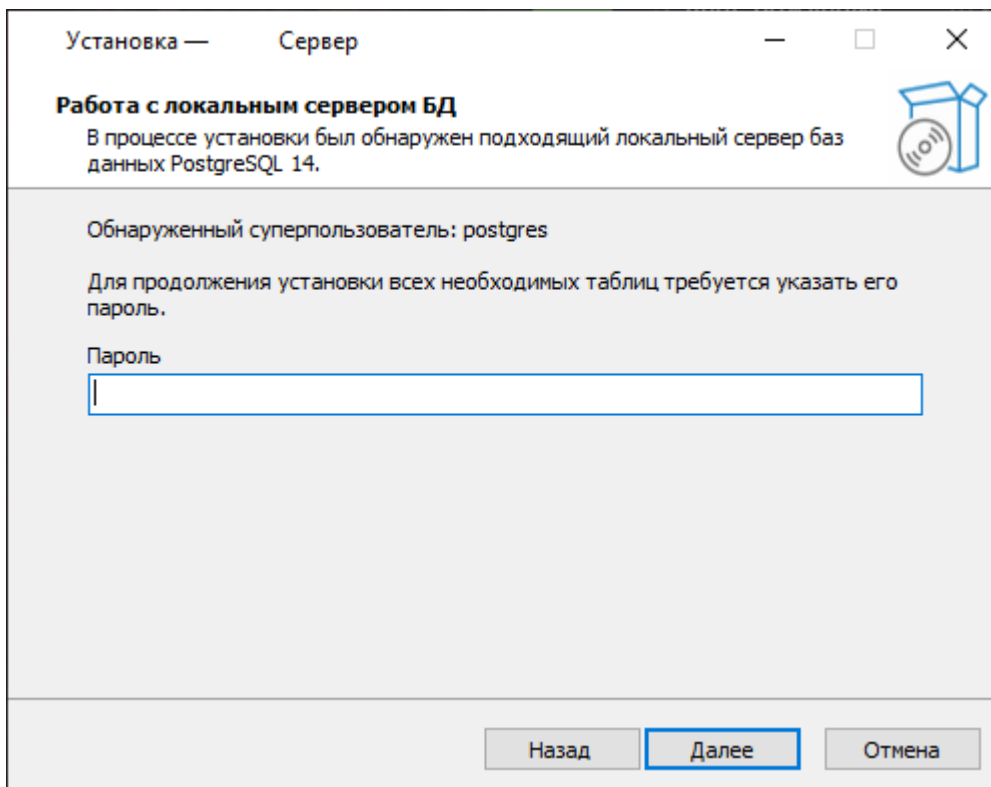 Установка — Сервер
Работа с локальным сервером БД
В процессе установки был обнаружен подходящий локальный сервер баз
данных PostgreSQL 14.
Обнаруженный суперпользователь: postgres
Для продолжения установки всех необходимых таблиц требуется указать его
пароль.
Пароль
Назад Далее Отмена